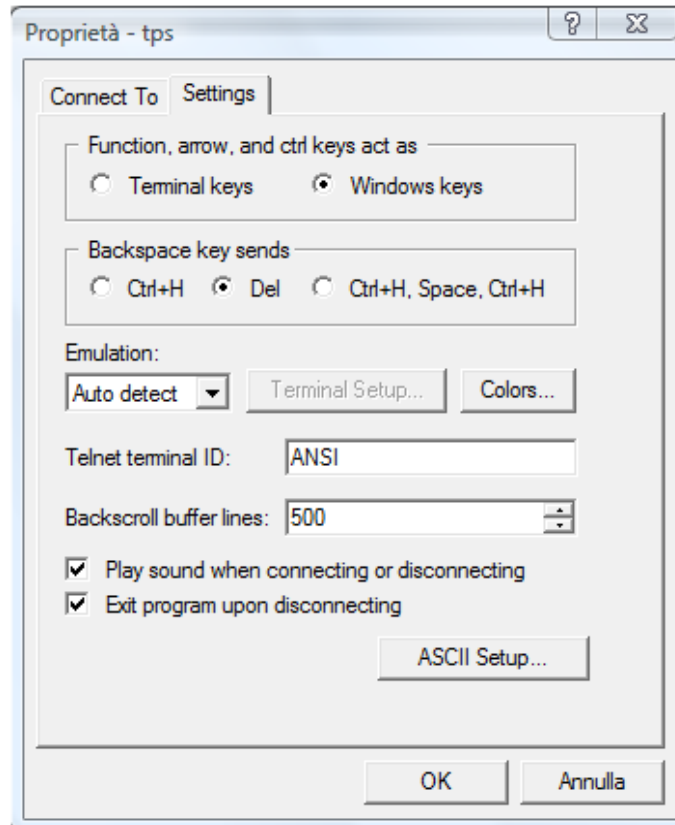 Proprietà - tps
Connect To Settings
Function, arrow, and ctrl keys act as
Terminal keys Windows keys
Backspace key sends
Ctrl+H Del Ctrl+H, Space, Ctrl+H
Emulation:
Auto detect Terminal Setup... Colors...
Telnet terminal ID: ANSI
Backscroll buffer lines: 500
Play sound when connecting or disconnecting
Exit program upon disconnecting
ASCII Setup...
OK Annulla